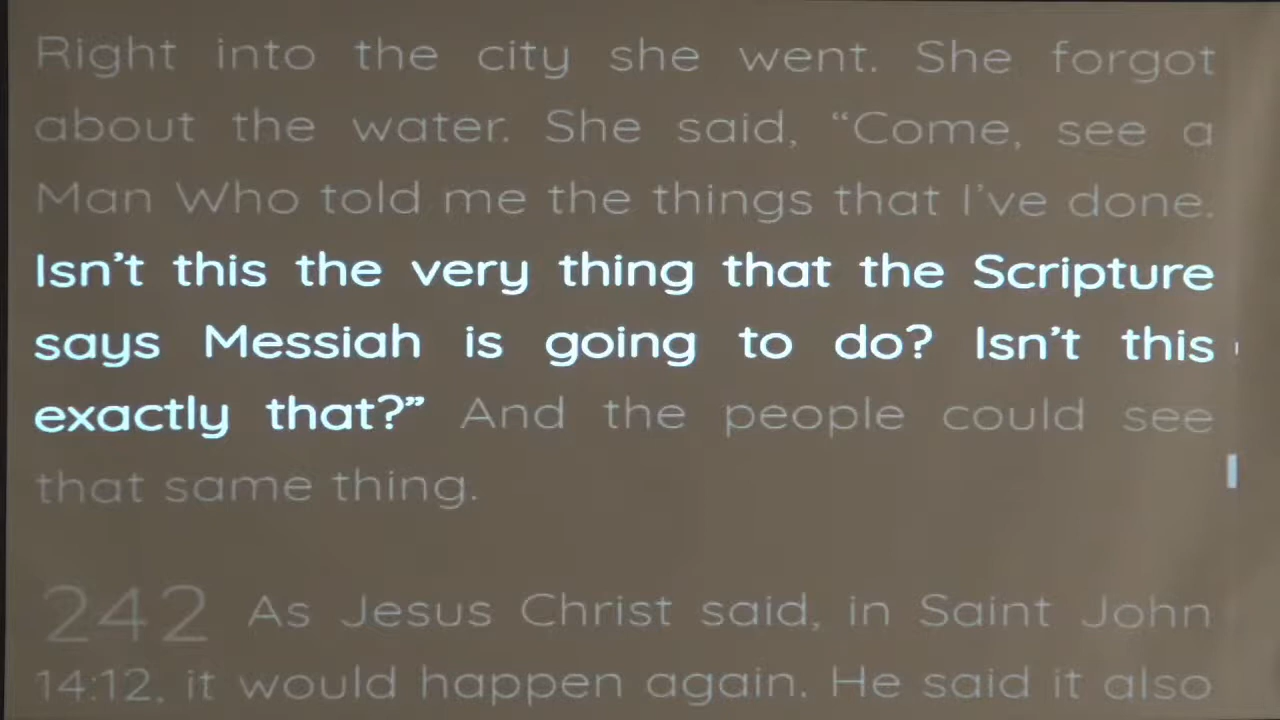 Right into the city she went. She forgot
about the water. She said, “Come, see a
Man Who told me the things that I’ve done.
Isn’t this the very thing that the Scripture
says Messiah is going to do? Isn’t this
exactly that?” And the people could see
that same thing.
242 As Jesus Christ said, in Saint John
14:12, it would happen again. He said it also